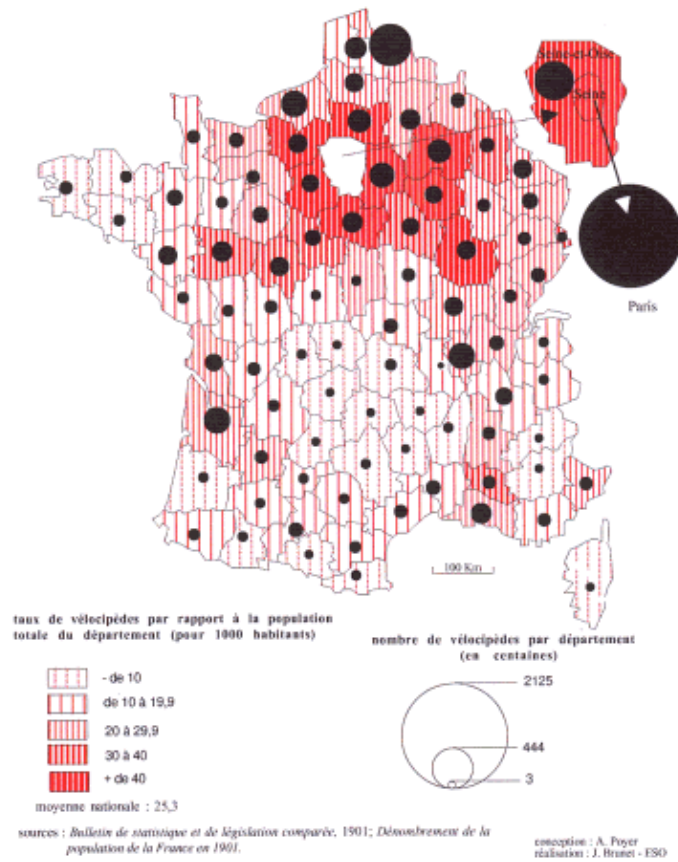 Seine-et-Oise
Seine
Paris
100 Km
taux de vélocipèdes par rapport à la population
totale du département (pour 1000 habitants)
- de 10
de 10 à 19,9
20 à 29,9
30 à 40
+ de 40
moyenne nationale : 25,3
nombre de vélocipèdes par département
(en centaines)
2125
444
3
sources : Bulletin de statistique et de législation comparée, 1901; Dénombrement de la
population de la France en 1901.
conception : A. Poyer
réalisation : J. Brunet - ESO